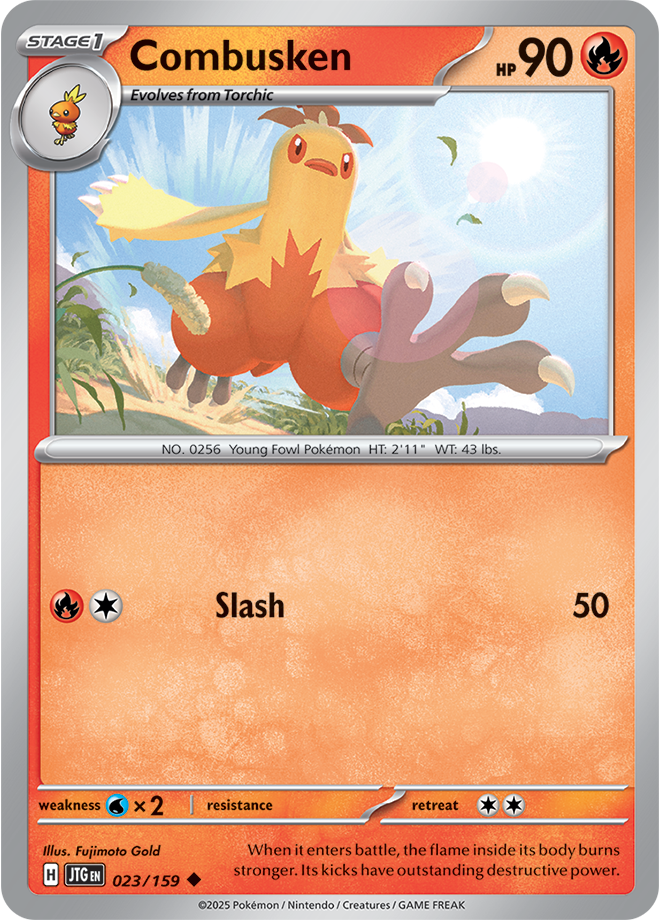 STAGE1
Combusken
HP 90
Evolves from Torchic
NO. 0256 Young Fowl Pokémon HT: 2'11" WT: 43 lbs.
Slash 50
weakness × 2 resistance retreat
Illus. Fujimoto Gold
When it enters battle, the flame inside its body burns
stronger. Its kicks have outstanding destructive power.
H JTG EN 023/159
©2025 Pokémon / Nintendo / Creatures / GAME FREAK